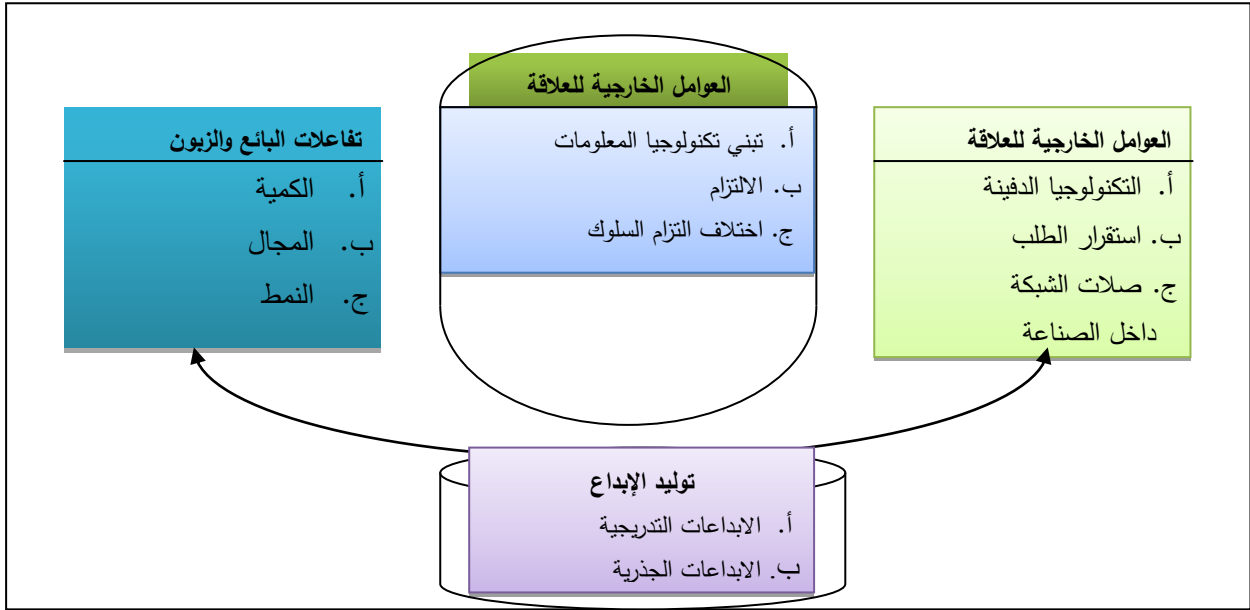 العوامل الخارجية للعلاقة
أ. التكنولوجيا الدفينة
ب. استقرار الطلب
ج. صلات الشبكة
داخل الصناعة
العوامل الخارجية للعلاقة
أ. تبني تكنولوجيا المعلومات
ب. الالتزام
ج. اختلاف التزام السلوك
تفاعلات البائع والزبون
أ. الكمية
ب. المجال
ج. النمط
توليد الإبداع
أ. الابداعات التدريجية
ب. الابداعات الجذرية